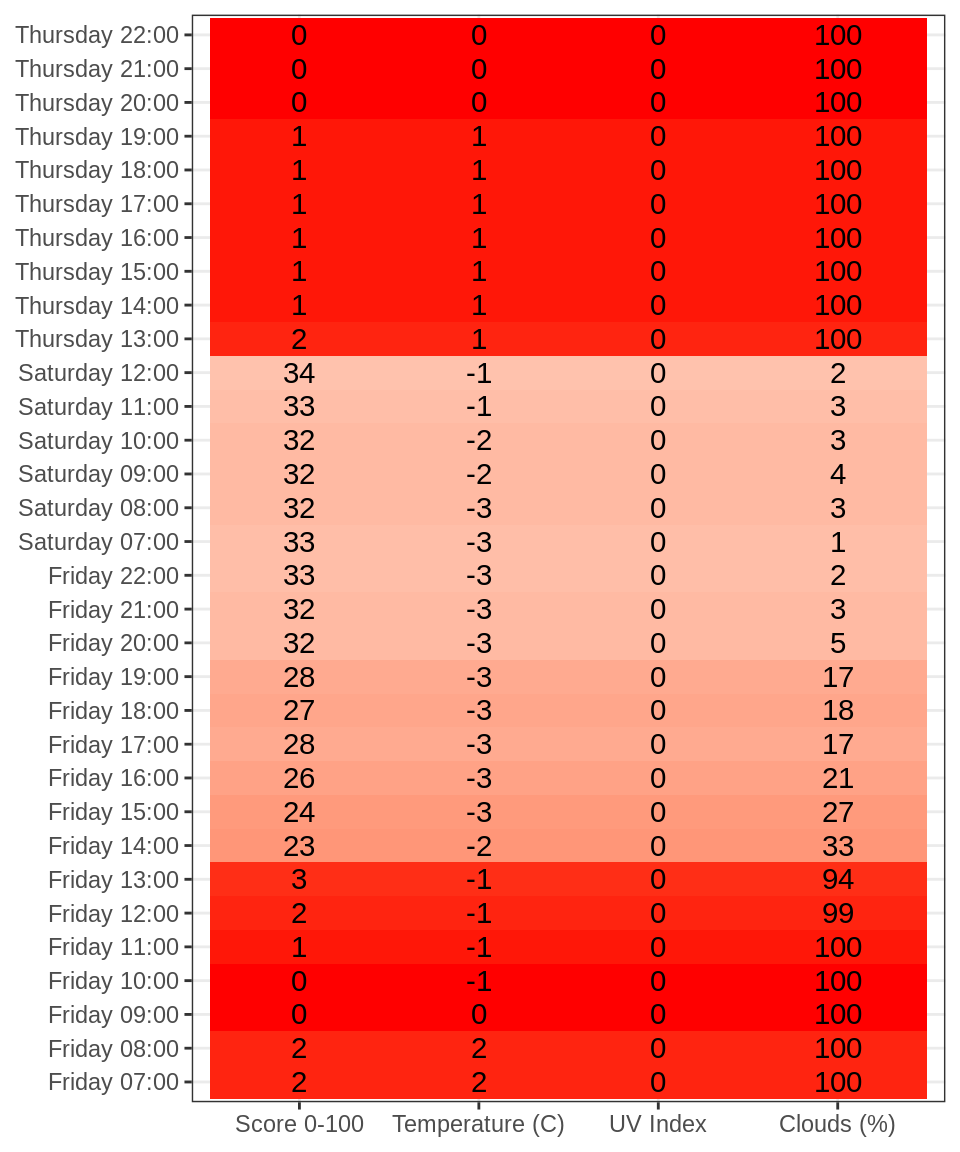 Thursday 22:00 0 0 0 100
Thursday 21:00 0 0 0 100
Thursday 20:00 0 0 0 100
Thursday 19:00 1 1 0 100
Thursday 18:00 1 1 0 100
Thursday 17:00 1 1 0 100
Thursday 16:00 1 1 0 100
Thursday 15:00 1 1 0 100
Thursday 14:00 1 1 0 100
Thursday 13:00 2 1 0 100
Saturday 12:00 34 -1 0 2
Saturday 11:00 33 -1 0 3
Saturday 10:00 32 -2 0 3
Saturday 09:00 32 -2 0 4
Saturday 08:00 32 -3 0 3
Saturday 07:00 33 -3 0 1
Friday 22:00 33 -3 0 2
Friday 21:00 32 -3 0 3
Friday 20:00 32 -3 0 5
Friday 19:00 28 -3 0 17
Friday 18:00 27 -3 0 18
Friday 17:00 28 -3 0 17
Friday 16:00 26 -3 0 21
Friday 15:00 24 -3 0 27
Friday 14:00 23 -2 0 33
Friday 13:00 3 -1 0 94
Friday 12:00 2 -1 0 99
Friday 11:00 1 -1 0 100
Friday 10:00 0 -1 0 100
Friday 09:00 0 0 0 100
Friday 08:00 2 2 0 100
Friday 07:00 2 2 0 100
Score 0-100 Temperature (C) UV Index Clouds (%)